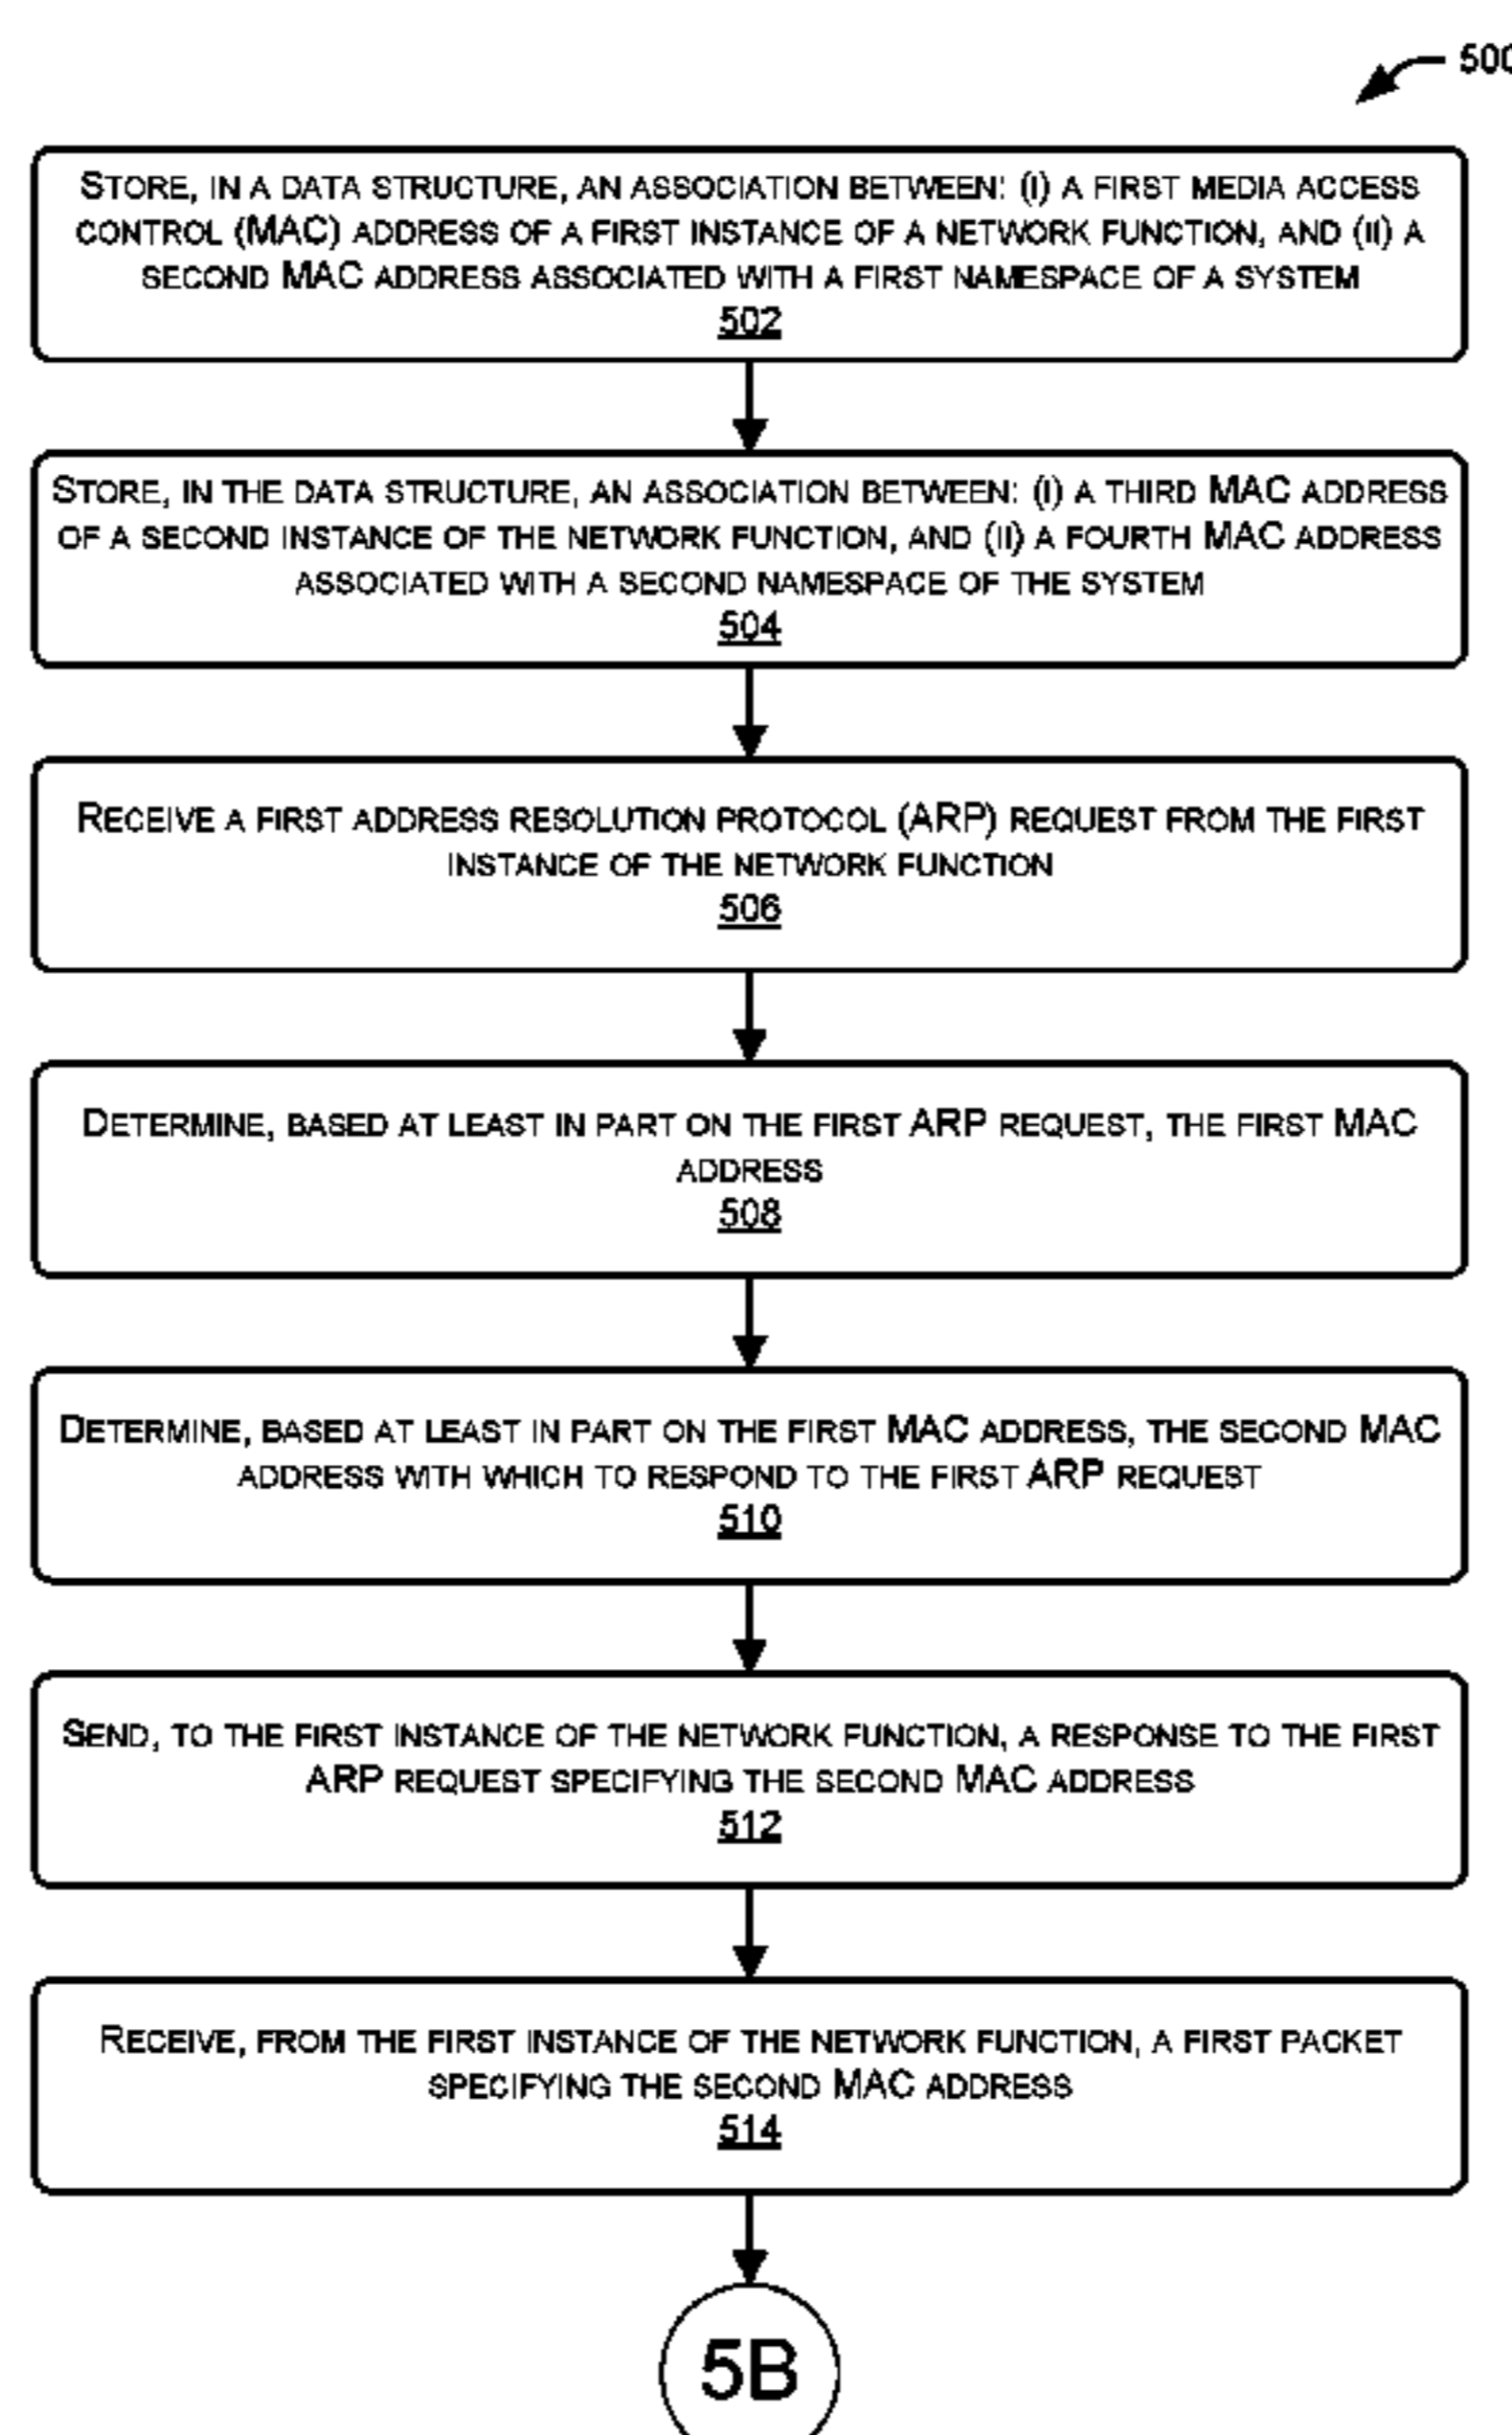 500
STORE, IN A DATA STRUCTURE, AN ASSOCIATION BETWEEN: (I) A FIRST MEDIA ACCESS
CONTROL (MAC) ADDRESS OF A FIRST INSTANCE OF A NETWORK FUNCTION, AND (II) A
SECOND MAC ADDRESS ASSOCIATED WITH A FIRST NAMESPACE OF A SYSTEM
502
STORE, IN THE DATA STRUCTURE, AN ASSOCIATION BETWEEN: (I) A THIRD MAC ADDRESS
OF A SECOND INSTANCE OF THE NETWORK FUNCTION, AND (II) A FOURTH MAC ADDRESS
ASSOCIATED WITH A SECOND NAMESPACE OF THE SYSTEM
504
RECEIVE A FIRST ADDRESS RESOLUTION PROTOCOL (ARP) REQUEST FROM THE FIRST
INSTANCE OF THE NETWORK FUNCTION
506
DETERMINE, BASED AT LEAST IN PART ON THE FIRST ARP REQUEST, THE FIRST MAC
ADDRESS
508
DETERMINE, BASED AT LEAST IN PART ON THE FIRST MAC ADDRESS, THE SECOND MAC
ADDRESS WITH WHICH TO RESPOND TO THE FIRST ARP REQUEST
510
SEND, TO THE FIRST INSTANCE OF THE NETWORK FUNCTION, A RESPONSE TO THE FIRST
ARP REQUEST SPECIFYING THE SECOND MAC ADDRESS
512
RECEIVE, FROM THE FIRST INSTANCE OF THE NETWORK FUNCTION, A FIRST PACKET
SPECIFYING THE SECOND MAC ADDRESS
514
5B